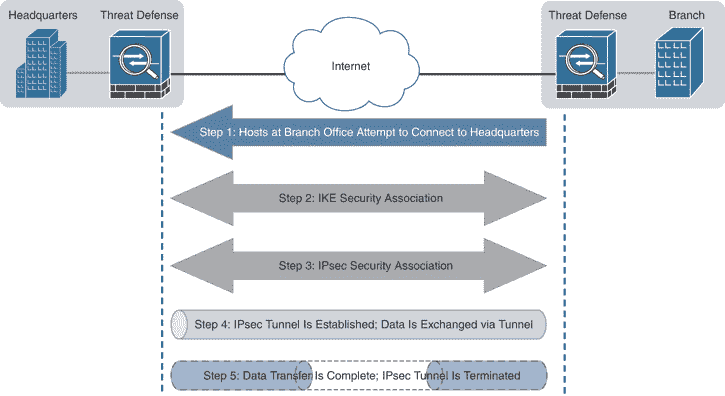 Headquarters
Threat Defense
Internet
Threat Defense
Branch
Step 1: Hosts at Branch Office Attempt to Connect to Headquarters
Step 2: IKE Security Association
Step 3: IPsec Security Association
Step 4: IPsec Tunnel Is Established; Data Is Exchanged via Tunnel
Step 5: Data Transfer Is Complete; IPsec Tunnel Is Terminated